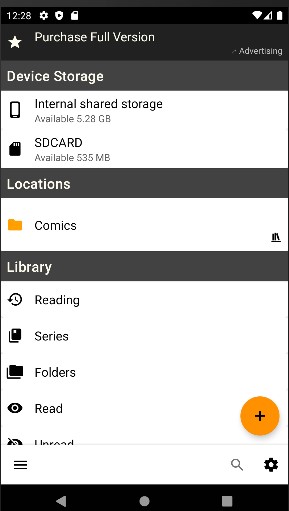 12:28
Purchase Full Version
Advertising
Device Storage
Internal shared storage
Available 5.28 GB
SDCARD
Available 535 MB
Locations
Comics
Library
Reading
Series
Folders
Read
Unread